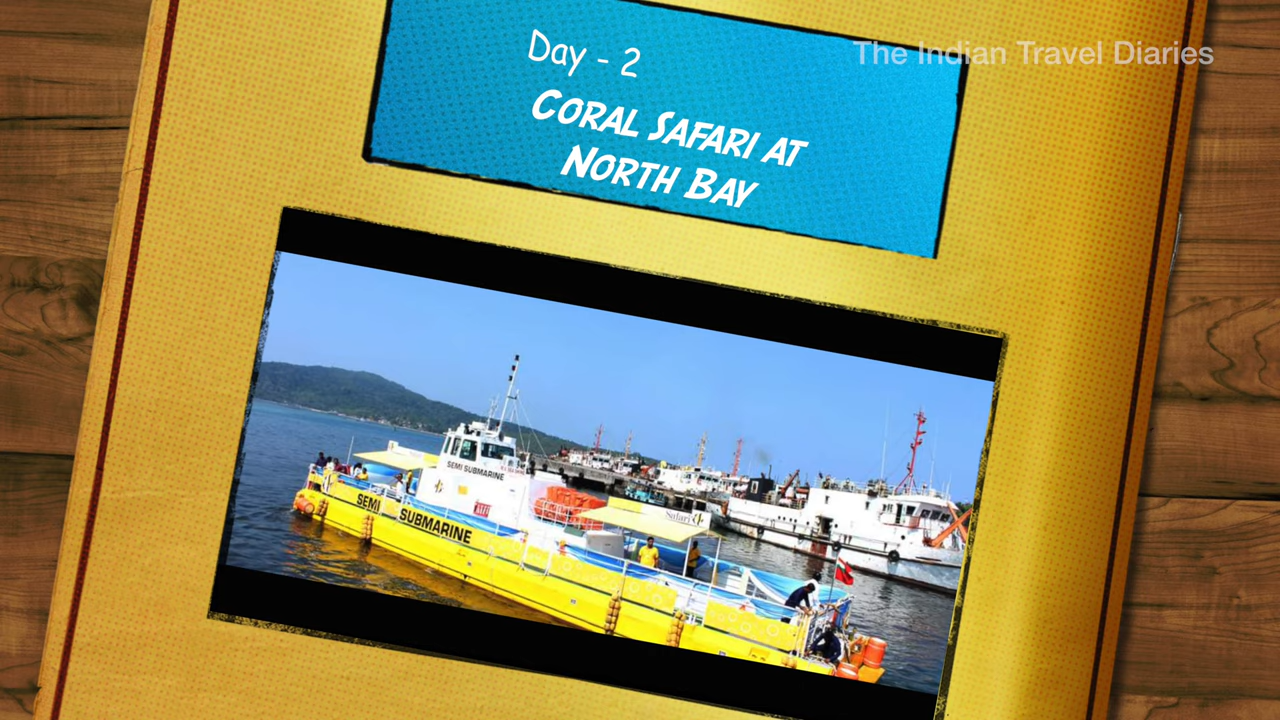 The Indian Travel Diaries
Day - 2
CORAL SAFARI AT
NORTH BAY
SEMI SUBMARINE
SEMI SUBMARINE
Safari